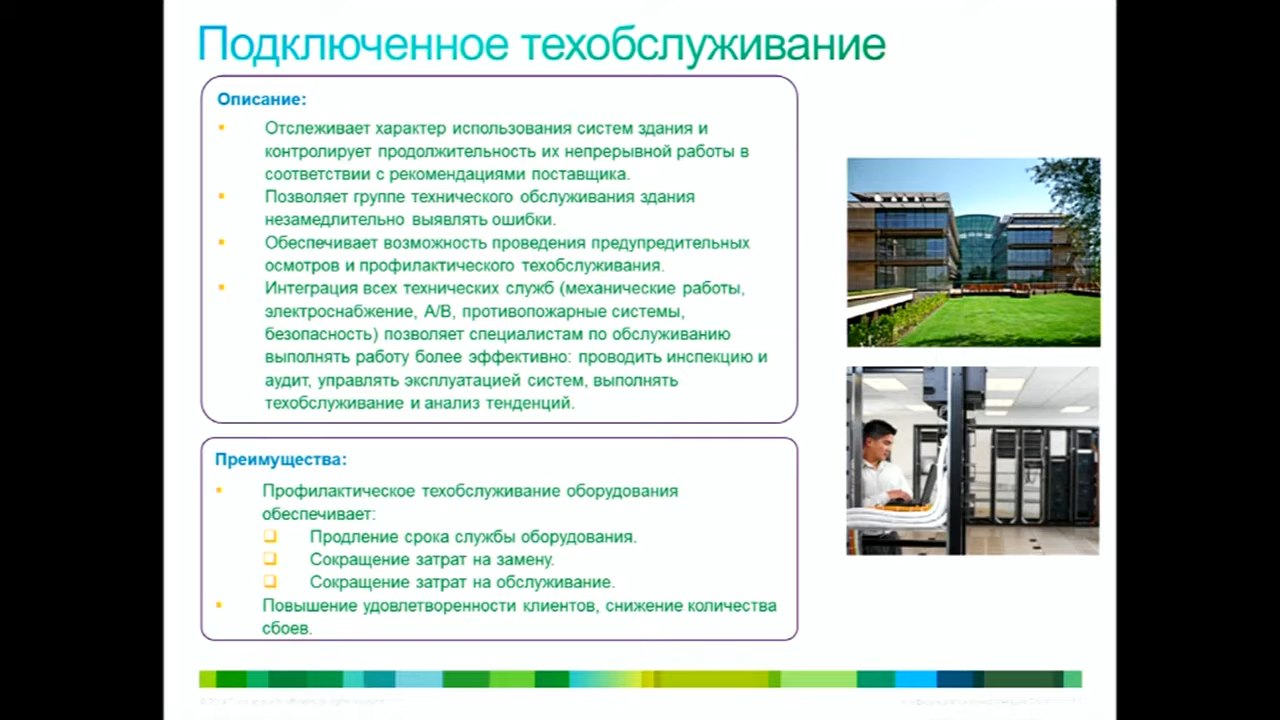 Подключенное техобслуживание
Описание:
▪ Отслеживает характер использования систем здания и
контролирует продолжительность их непрерывной работы в
соответствии с рекомендациями поставщика.
▪ Позволяет группе технического обслуживания здания
незамедлительно выявлять ошибки.
▪ Обеспечивает возможность проведения предупредительных
осмотров и профилактического техобслуживания.
▪ Интеграция всех технических служб (механические работы,
электроснабжение, А/В, противопожарные системы,
безопасность) позволяет специалистам по обслуживанию
выполнять работу более эффективно: проводить инспекцию и
аудит, управлять эксплуатацией систем, выполнять
техобслуживание и анализ тенденций.
Преимущества:
▪ Профилактическое техобслуживание оборудования
обеспечивает:
❑ Продление срока службы оборудования.
❑ Сокращение затрат на замену.
❑ Сокращение затрат на обслуживание.
▪ Повышение удовлетворенности клиентов, снижение количества
сбоев.